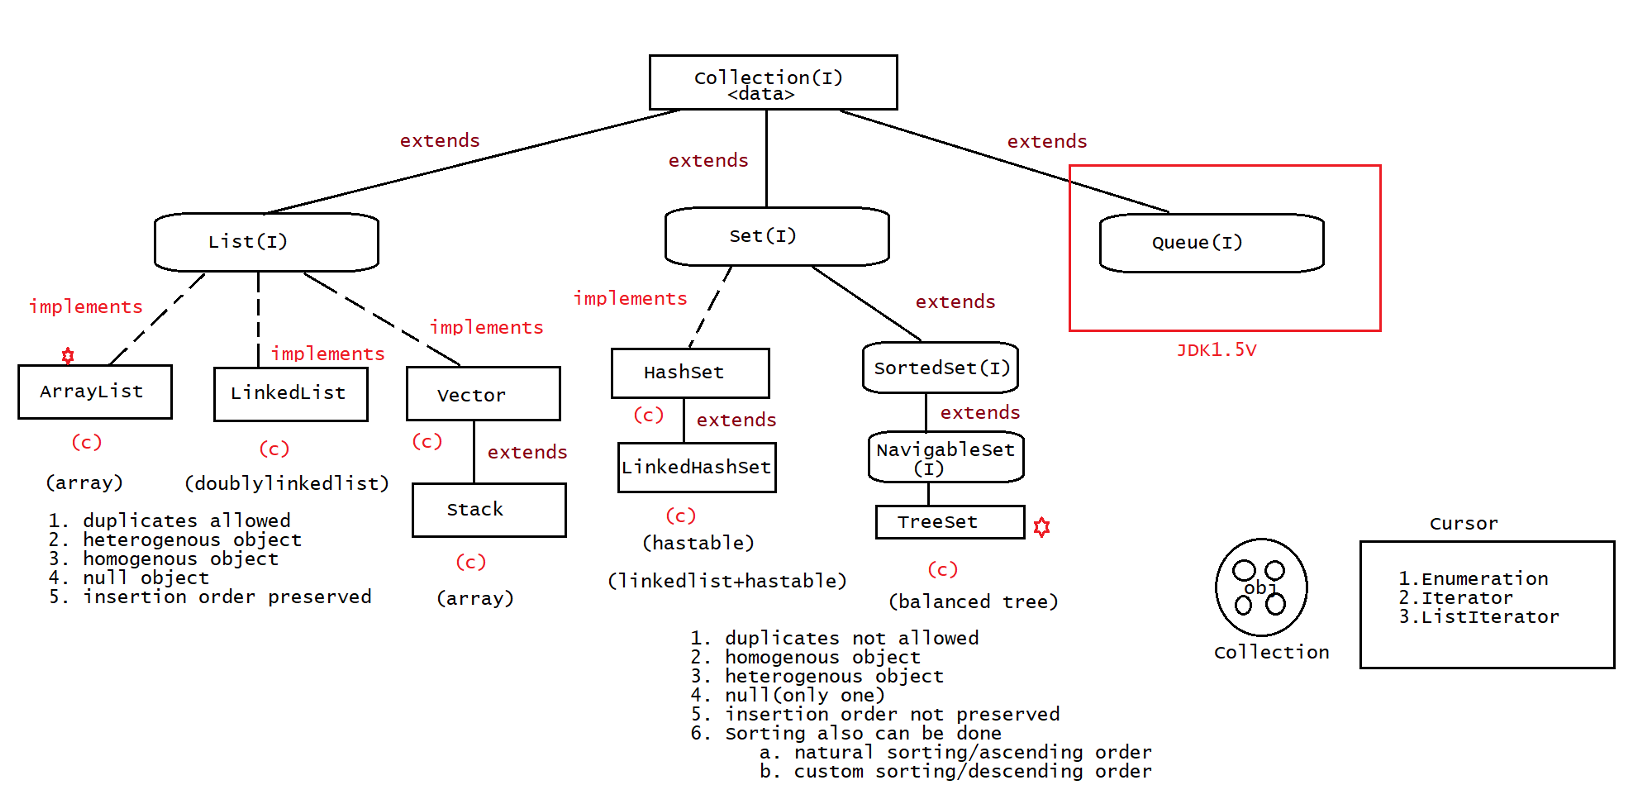 Collection(I)
<data>
extends
extends
extends
List(I)
Set(I)
Queue(I)
implements
implements
implements
implements
extends
JDK1.5V
ArrayList
LinkedList
Vector
HashSet
SortedSet(I)
(c)
(c)
(c)
(c)
extends
extends
extends
NavigableSet
(I)
LinkedHashSet
(array)
(doublylinkedlist)
Stack
TreeSet
(c)
(c)
(c)
(hastable)
(linkedlist+hastable)
(array)
(balanced tree)
1. duplicates allowed
2. heterogenous object
3. homogenous object
4. null object
5. insertion order preserved
1. duplicates not allowed
2. homogenous object
3. heterogenous object
4. null(only one)
5. insertion order not preserved
6. Sorting also can be done
a. natural sorting/ascending order
b. custom sorting/descending order
obj
Collection
Cursor
1.Enumeration
2.Iterator
3.ListIterator